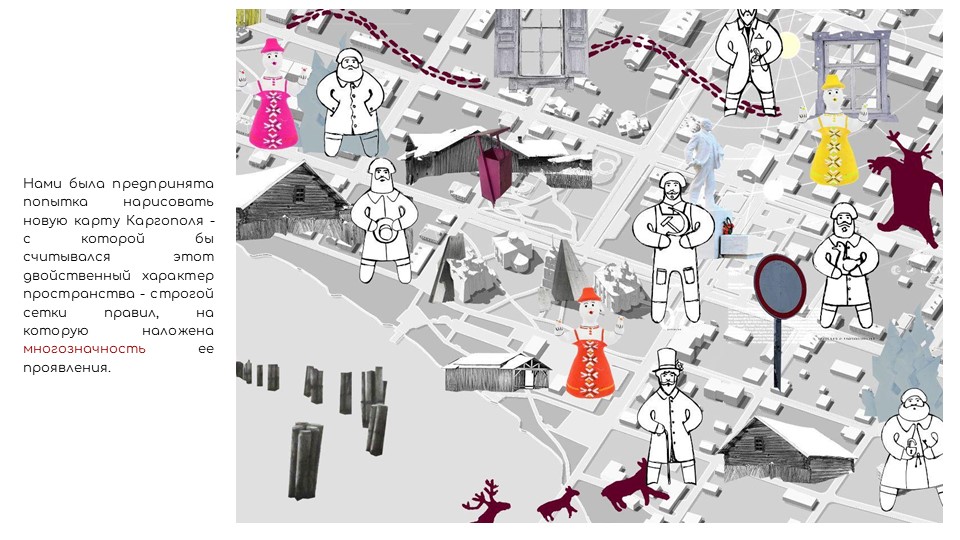 Нами была предпринята
попытка нарисовать
новую карту Каргополя -
с которой бы
считывался этот
двойственный характер
пространства - строгой
сетки правил, на
которую наложена
многозначность ее
проявления.